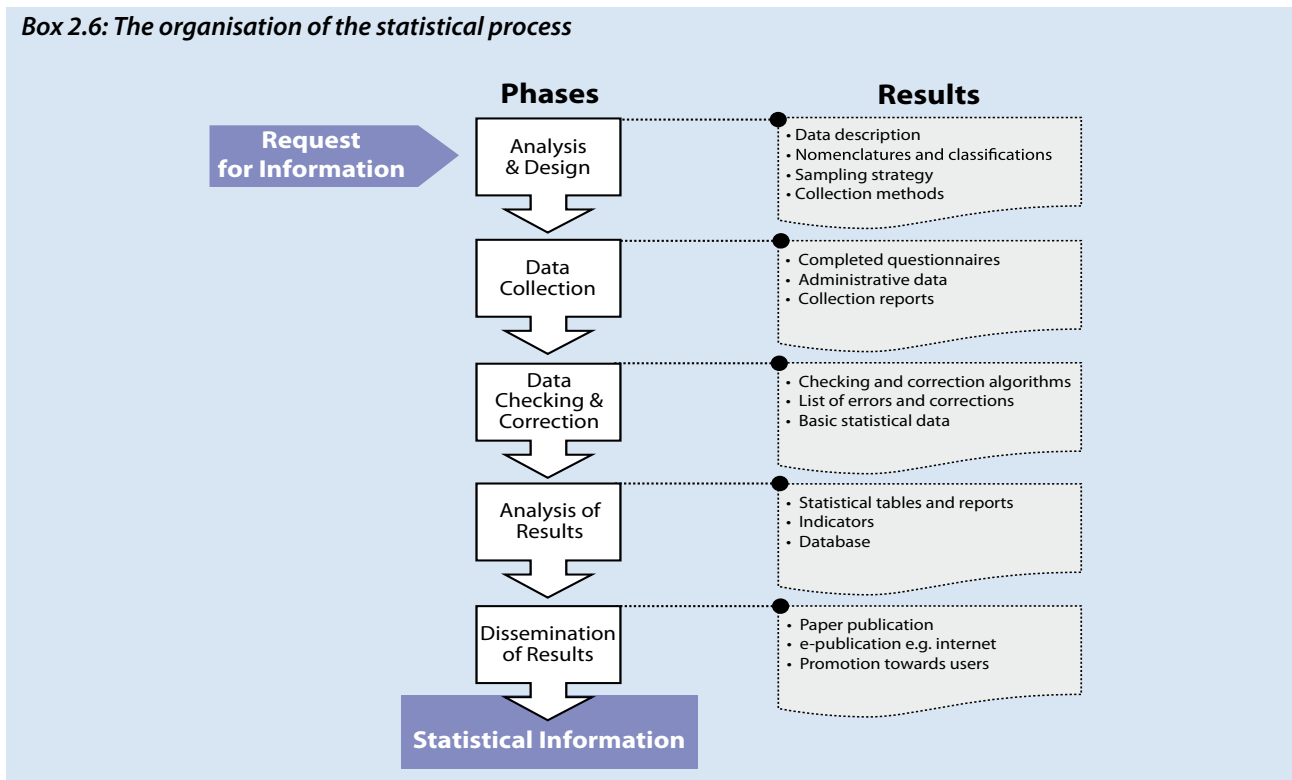 Box 2.6: The organisation of the statistical process
Phases
Results
Request
for Information
Analysis
& Design
• Data description
• Nomenclatures and classifications
• Sampling strategy
• Collection methods
Data
Collection
• Completed questionnaires
• Administrative data
• Collection reports
Data
Checking &
Correction
• Checking and correction algorithms
• List of errors and corrections
• Basic statistical data
Analysis of
Results
• Statistical tables and reports
• Indicators
• Database
Dissemination
of Results
• Paper publication
• e-publication e.g. internet
• Promotion towards users
Statistical Information